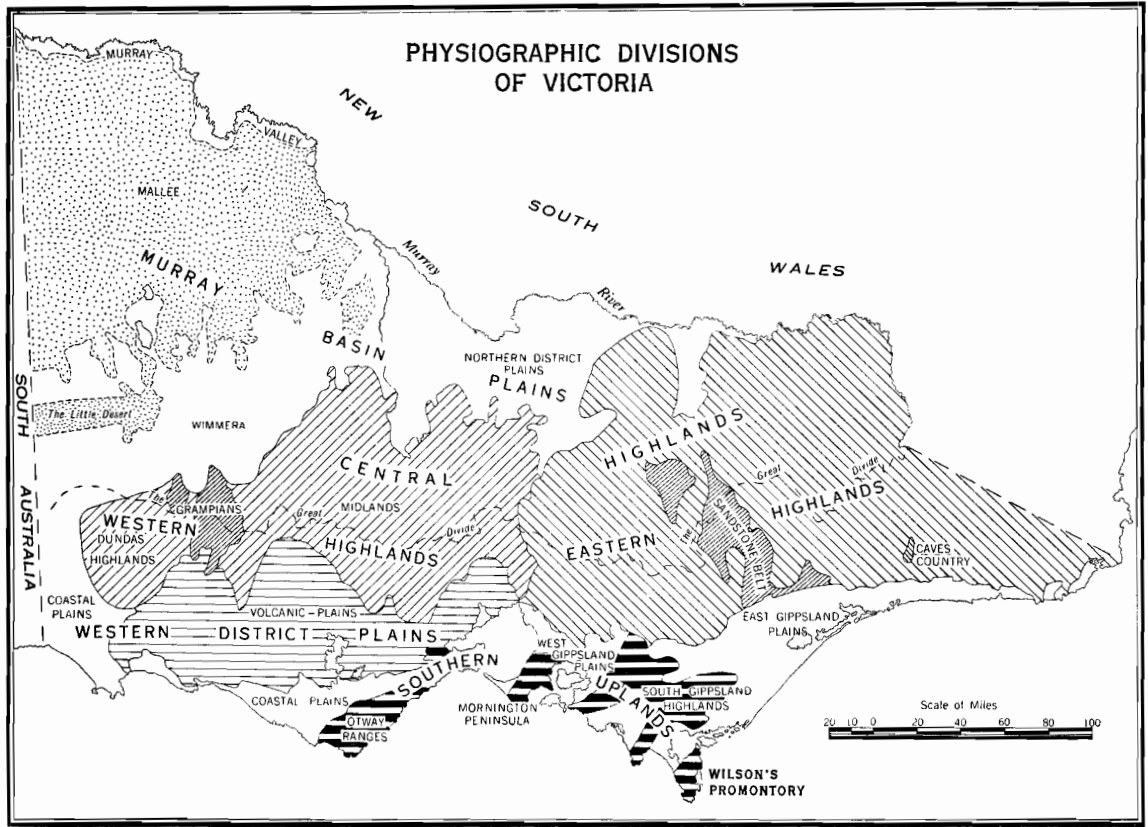 PHYSIOGRAPHIC DIVISIONS
OF VICTORIA
MURRAY
VALLEY
NEW
SOUTH
WALES
MALLEE
MURRAY
BASIN
PLAINS
Murray
River
NORTHERN DISTRICT
PLAINS
SOUTH
AUSTRALIA
The Little Desert
WIMMERA
CENTRAL
HIGHLANDS
MIDLANDS
The
Great
Divide
GRAMPIANS
WESTERN
DUNDAS
HIGHLANDS
EASTERN
HIGHLANDS
HIGHLANDS
The
Great
Divide
SANDSTONE BELT
CAVES
COUNTRY
COASTAL
PLAINS
VOLCANIC-PLAINS
WESTERN DISTRICT PLAINS
EAST GIPPSLAND
PLAINS
WEST
GIPPSLAND
PLAINS
SOUTHERN
UPLANDS
COASTAL PLAINS
OTWAY
RANGES
MORNINGTON
PENINSULA
SOUTH GIPPSLAND
HIGHLANDS
WILSON'S
PROMONTORY
Scale of Miles
20 10 0 20 40 60 80 100